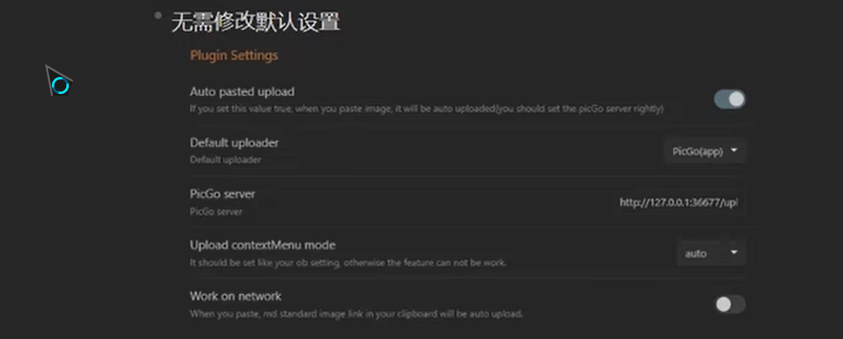 无需修改默认设置
Plugin Settings
Auto pasted upload
If you set this value true, when you paste image, it will be auto uploaded(you should set the picGo server rightly)
Default uploader
Default uploader
PicGo(app)
PicGo server
PicGo server
http://127.0.0.1:36677/upl
Upload contextMenu mode
It should be set like your ob setting, otherwise the feature can not be work.
auto
Work on network
When you paste, md standard image link in your clipboard will be auto upload.